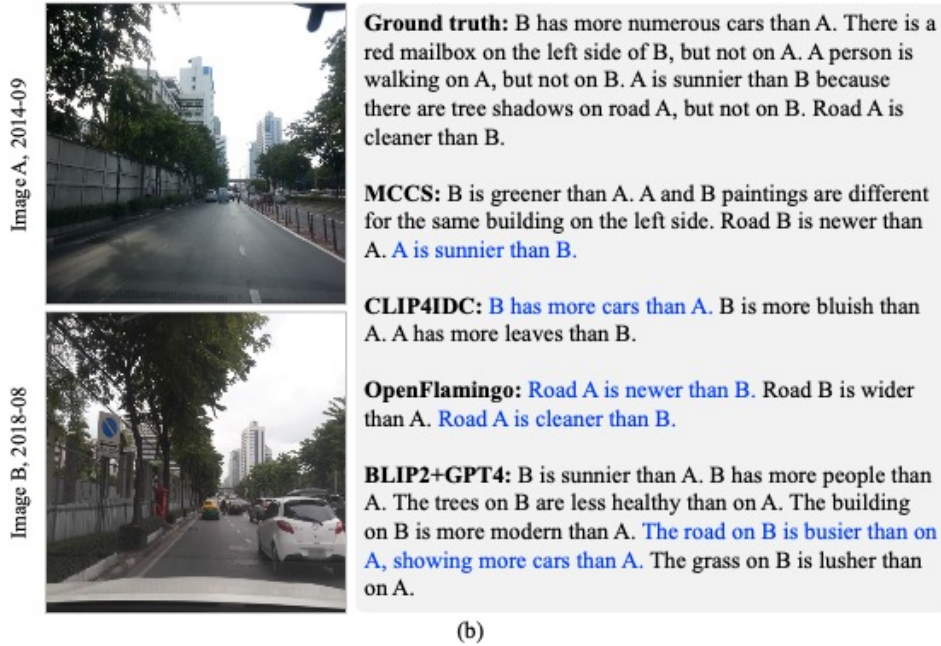 Image A, 2014-09
Image B, 2018-08
Ground truth: B has more numerous cars than A. There is a
red mailbox on the left side of B, but not on A. A person is
walking on A, but not on B. A is sunnier than B because
there are tree shadows on road A, but not on B. Road A is
cleaner than B.
MCCS: B is greener than A. A and B paintings are different
for the same building on the left side. Road B is newer than
A. A is sunnier than B.
CLIP4IDC: B has more cars than A. B is more bluish than
A. A has more leaves than B.
OpenFlamingo: Road A is newer than B. Road B is wider
than A. Road A is cleaner than B.
BLIP2+GPT4: B is sunnier than A. B has more people than
A. The trees on B are less healthy than on A. The building
on B is more modern than A. The road on B is busier than on
A, showing more cars than A. The grass on B is lusher than
on A.
(b)